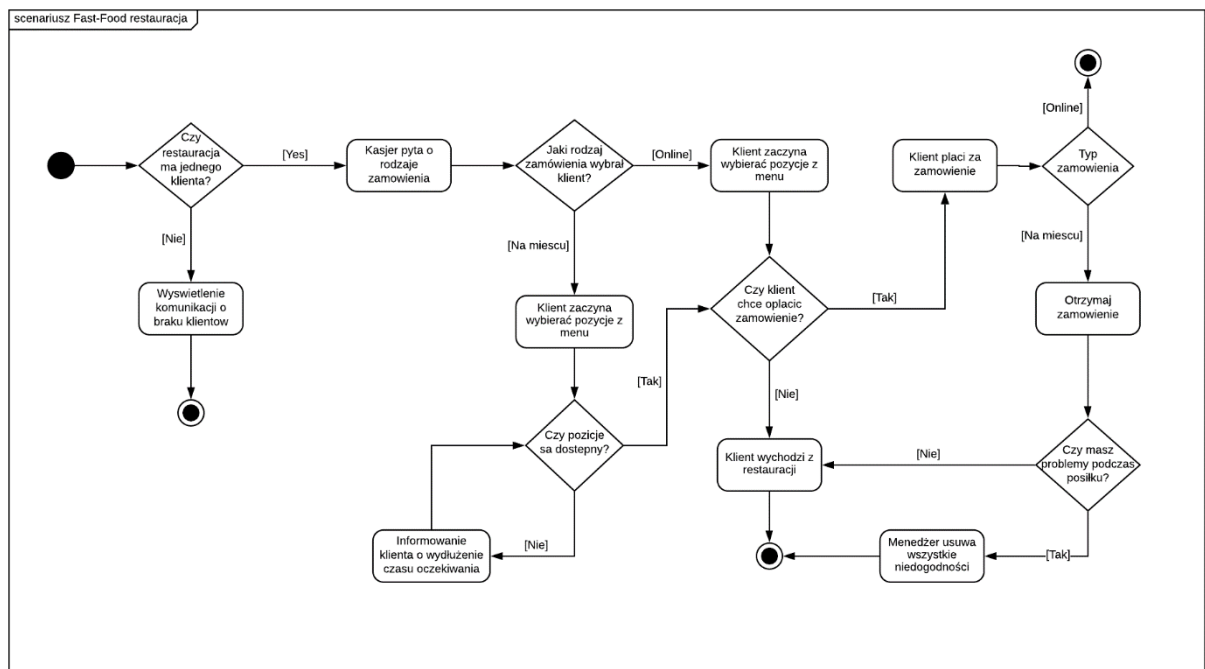 scenariusz Fast-Food restauracja
[Online]
Czy
restauracja
ma jednego
klienta?
[Yes]
Kasjer pyta o
rodzaje
zamowienia
Jaki rodzaj
zamówienia wybrał
klient?
[Online]
Klient zaczyna
wybierać pozycje z
menu
Klient placi za
zamowienie
Typ
zamowienia
[Nie]
[Na miescu]
[Na miescu]
Wyswietlenie
komunikacji o
braku klientow
Klient zaczyna
wybierać pozycje z
menu
Czy klient
chce oplacic
zamowienie?
[Tak]
Otrzymaj
zamowienie
[Tak]
[Nie]
Czy pozicje
sa dostepny?
Klient wychodzi z
restauracji
[Nie]
Czy masz
problemy podczas
posiłku?
Informowanie
klienta o wydłużenie
czasu oczekiwania
[Nie]
Menedżer usuwa
wszystkie
niedogodności
[Tak]